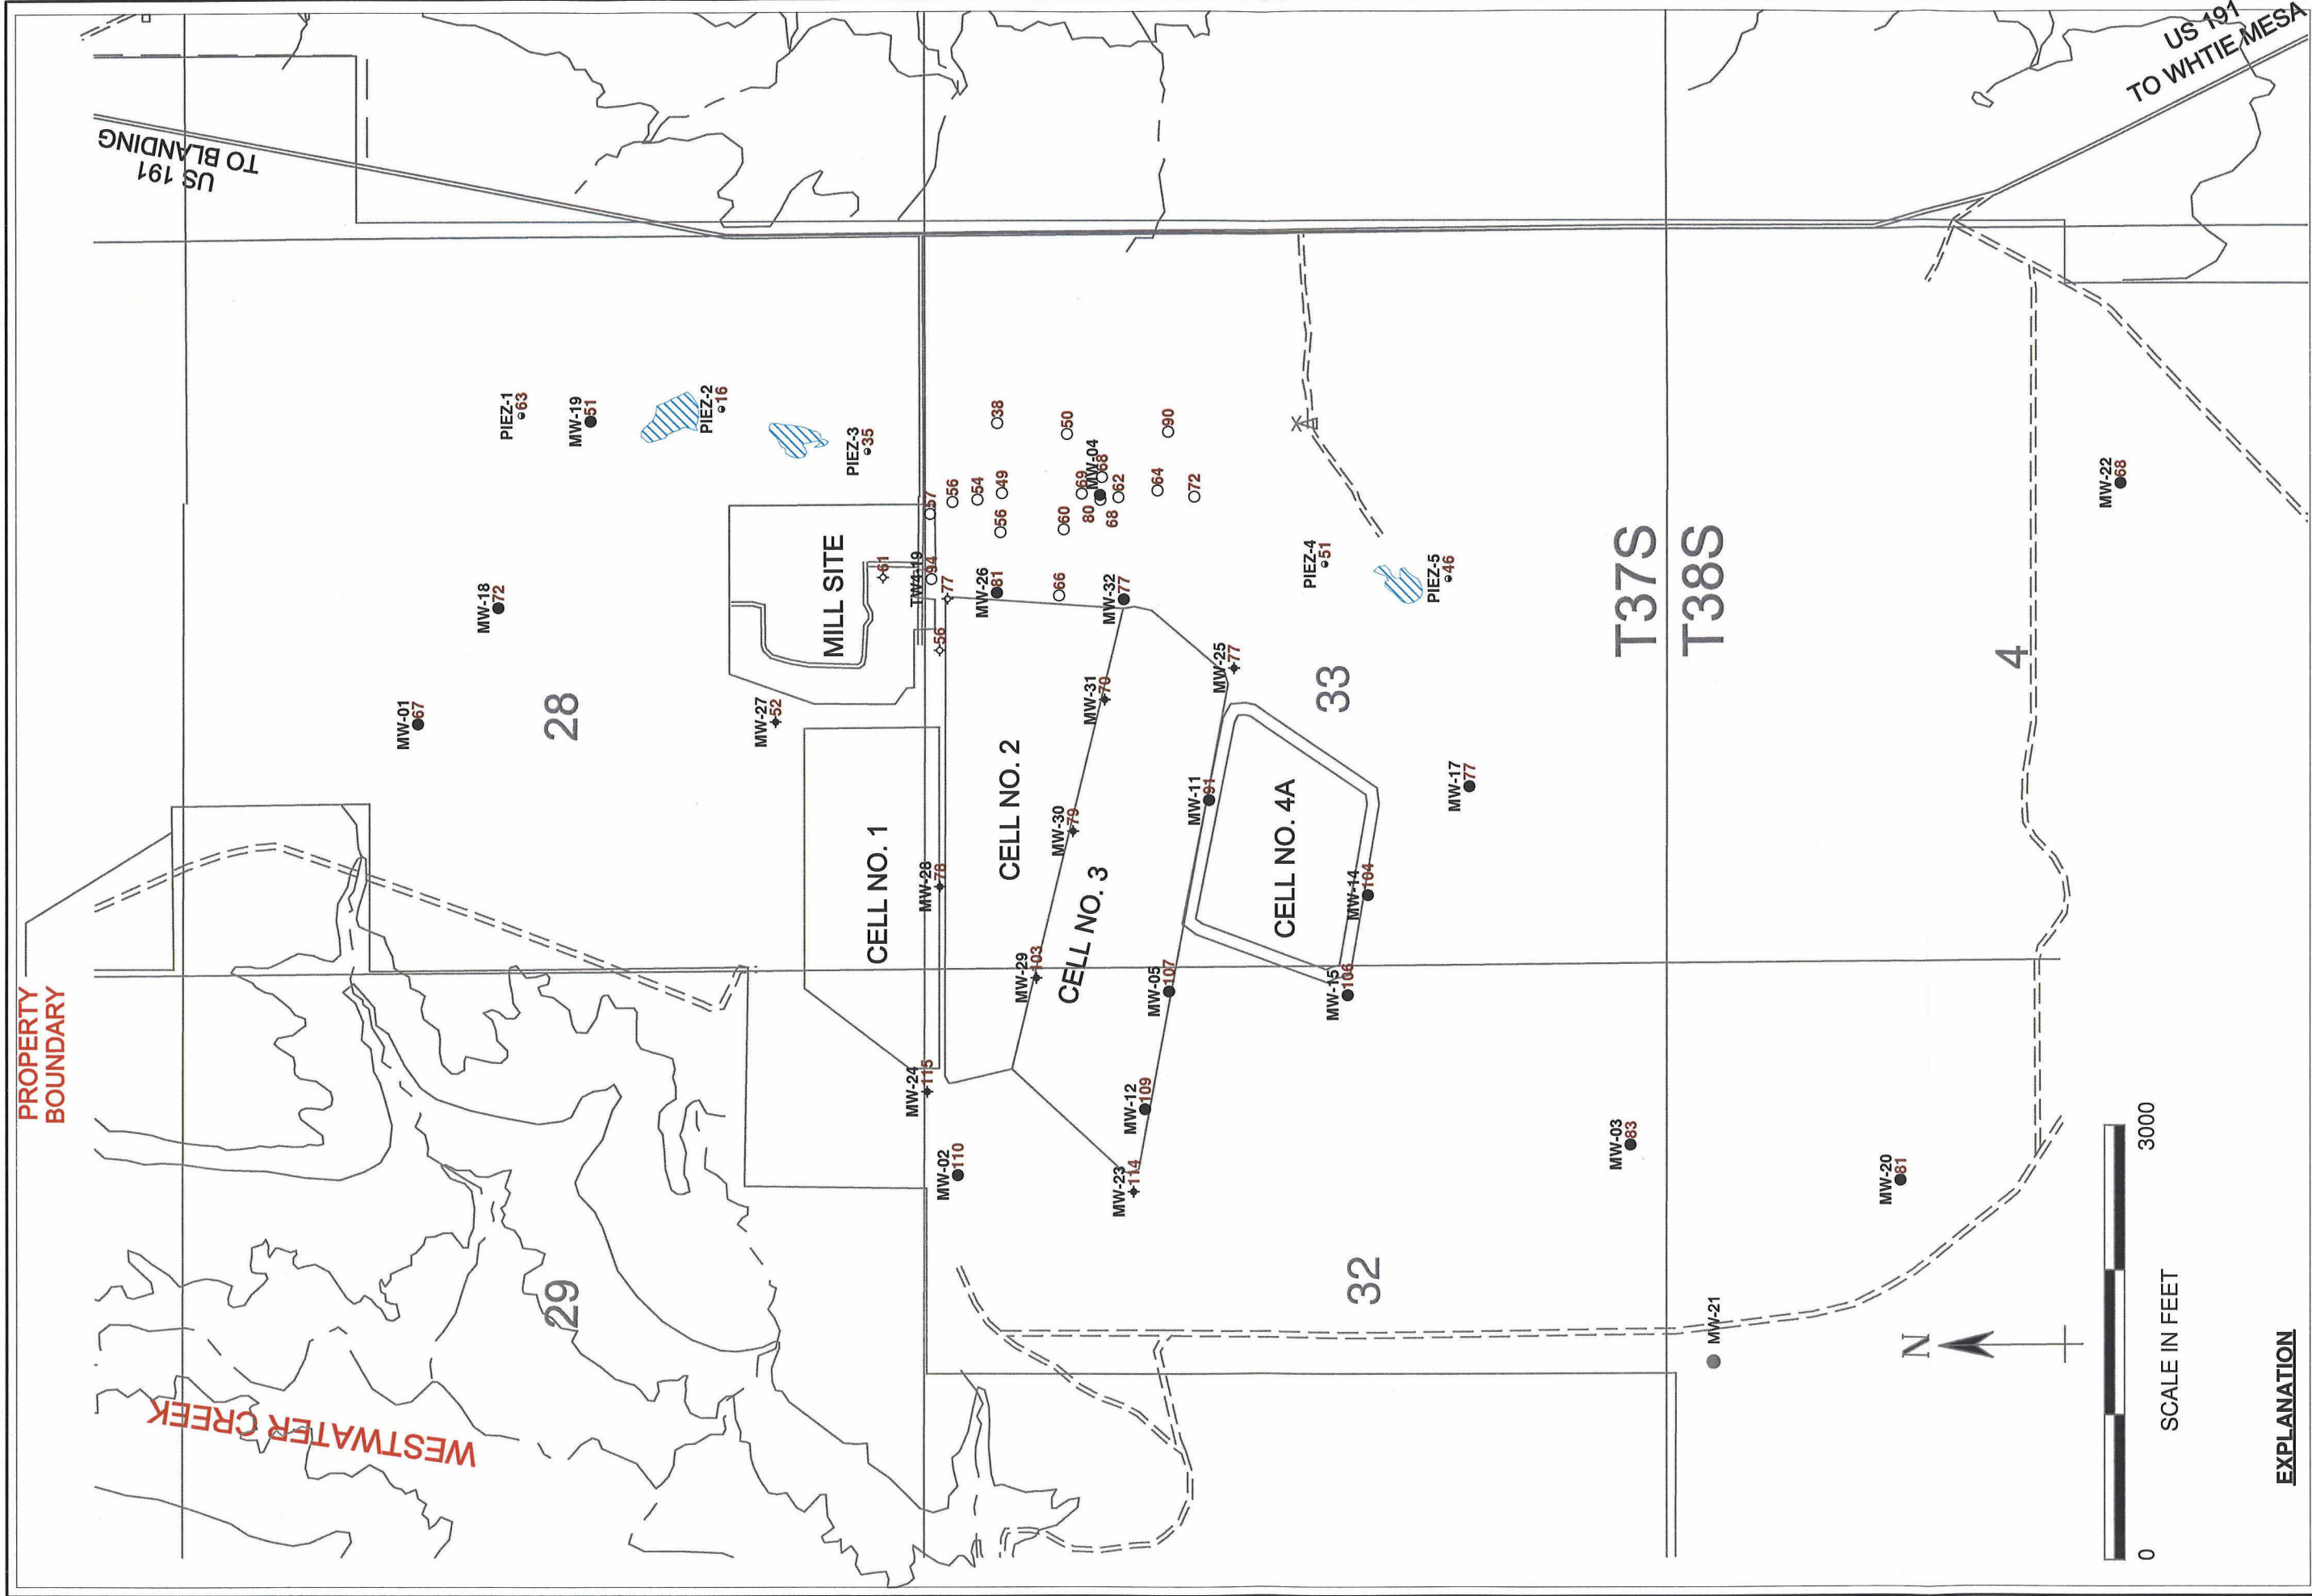 PROPERTY
BOUNDARY
US 191
TO BLANDING
WESTWATER CREEK
MW-01
67
MW-18
72
PIEZ-1
63
28
29
MW-19
51
PIEZ-2
16
MW-27
52
MILL SITE
PIEZ-3
35
CELL NO. 1
61
MW-24
115
MW-28
78
TW4-19
94
57
MW-02
110
56
77
56
54
MW-26
81
56
49
38
CELL NO. 2
MW-29
103
MW-30
79
66
60
50
CELL NO. 3
MW-31
70
69
MW-04
80
68
68
62
MW-32
77
MW-23
114
MW-12
109
MW-05
107
64
90
72
MW-11
91
MW-25
77
CELL NO. 4A
PIEZ-4
51
33
MW-15
106
MW-14
104
32
PIEZ-5
46
MW-17
77
MW-03
83
T37S
T38S
MW-21
MW-20
81
N
4
MW-22
68
0
3000
SCALE IN FEET
US 191
TO WHTIE MESA
EXPLANATION